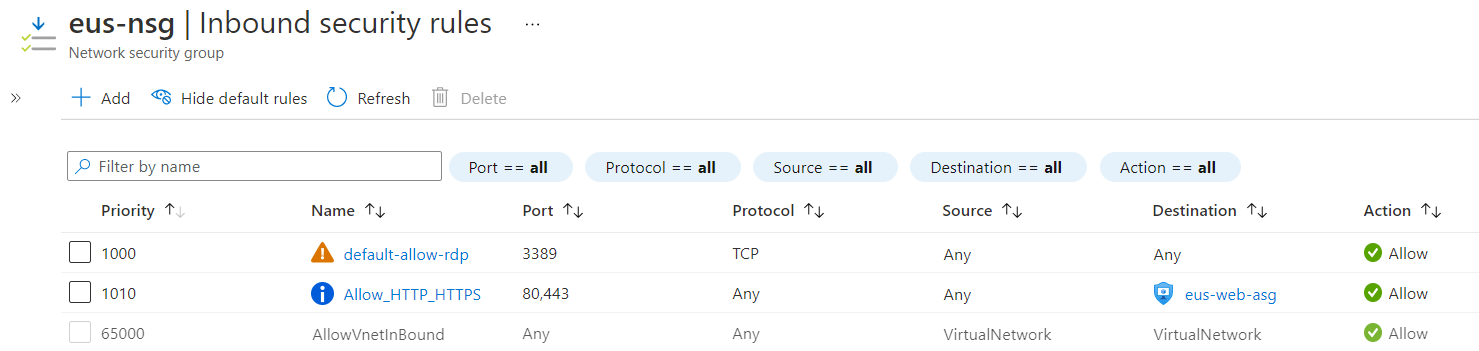 eus-nsg | Inbound security rules ...
Network security group
Add Hide default rules Refresh Delete
Filter by name Port == all Protocol == all Source == all Destination == all Action == all
Priority Name Port Protocol Source Destination Action
1000 default-allow-rdp 3389 TCP Any Any Allow
1010 Allow_HTTP_HTTPS 80,443 Any Any eus-web-asg Allow
65000 AllowVnetInBound Any Any VirtualNetwork VirtualNetwork Allow